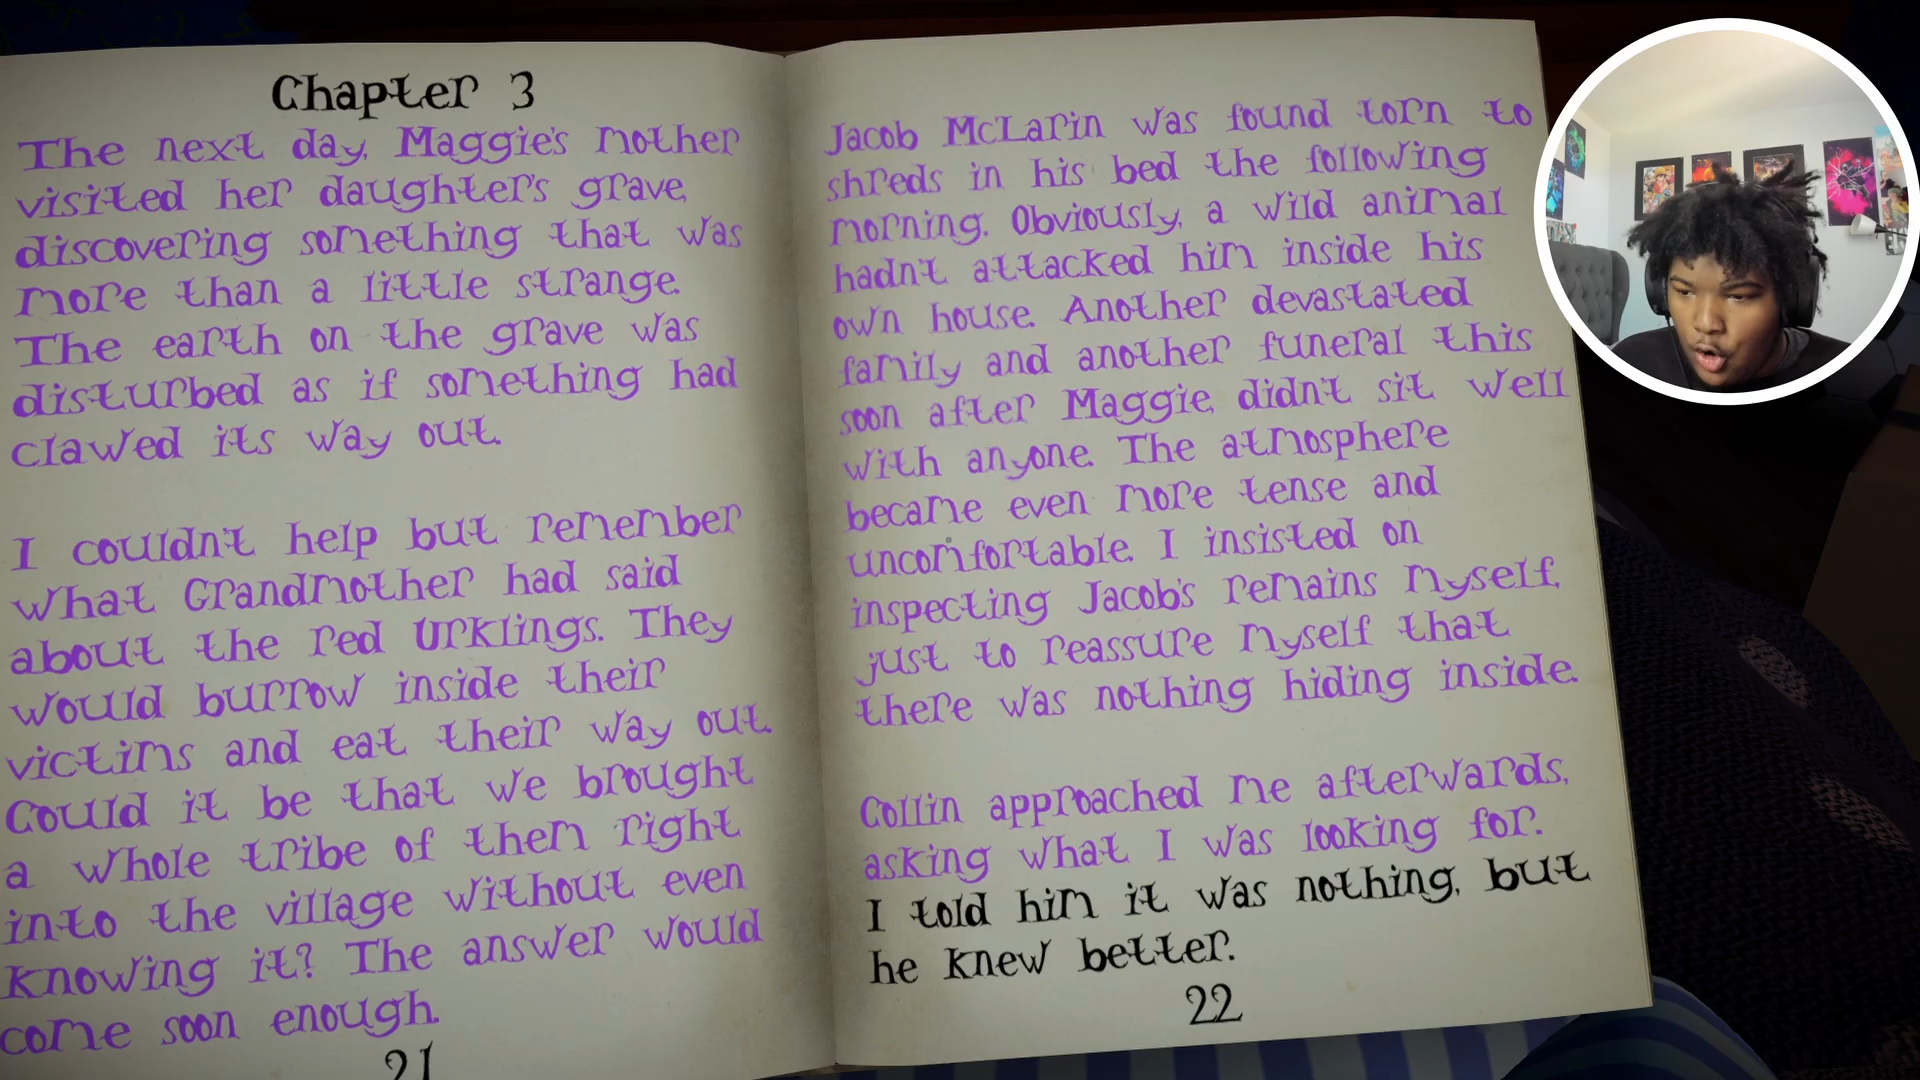 Chapter 3
The next day, Maggie's mother
visited her daughter's grave,
discovering something that was
more than a little strange.
The earth on the grave was
disturbed as if something had
clawed its way out.
I couldn't help but remember
what Grandmother had said
about the red Urklings. They
would burrow inside their
victims and eat their way out.
Could it be that we brought
a whole tribe of them right
into the village without even
knowing it? The answer would
come soon enough.
21
Jacob McLarin was found torn to
shreds in his bed the following
morning. Obviously, a wild animal
hadn't attacked him inside his
own house. Another devastated
family and another funeral this
soon after Maggie, didn't sit well
with anyone. The atmosphere
became even more tense and
uncomfortable. I insisted on
inspecting Jacob's remains myself,
just to reassure myself that
there was nothing hiding inside.
Collin approached me afterwards,
asking what I was looking for.
I told him it was nothing, but
he knew better.
22